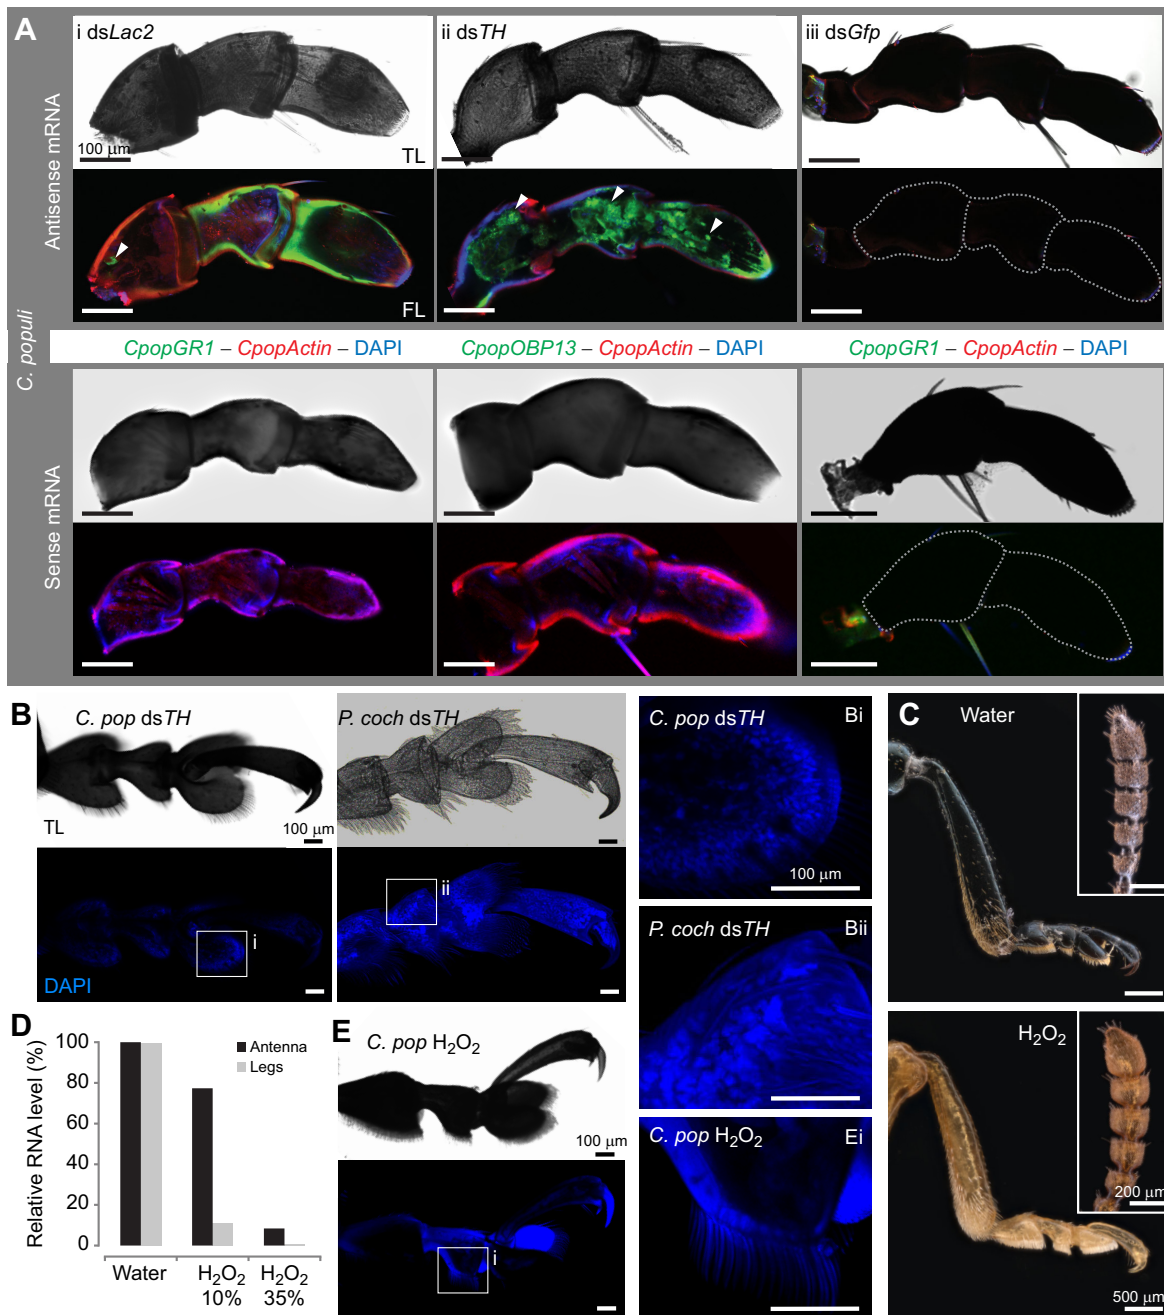 A
i dsLac2
ii dsTH
iii dsGfp
Antisense mRNA
100 µm
TL
FL
C. populi
CpopGR1 – CpopActin – DAPI
CpopOBP13 – CpopActin – DAPI
CpopGR1 – CpopActin – DAPI
Sense mRNA
B
C. pop dsTH
TL
100 µm
P. coch dsTH
DAPI
i
ii
C. pop dsTH
Bi
100 µm
P. coch dsTH
Bii
C
Water
H₂O₂
200 µm
500 µm
D
Relative RNA level (%)
100
80
60
40
20
0
Antenna
Legs
Water
H₂O₂
10%
H₂O₂
35%
E
C. pop H₂O₂
100 µm
i
C. pop H₂O₂
Ei